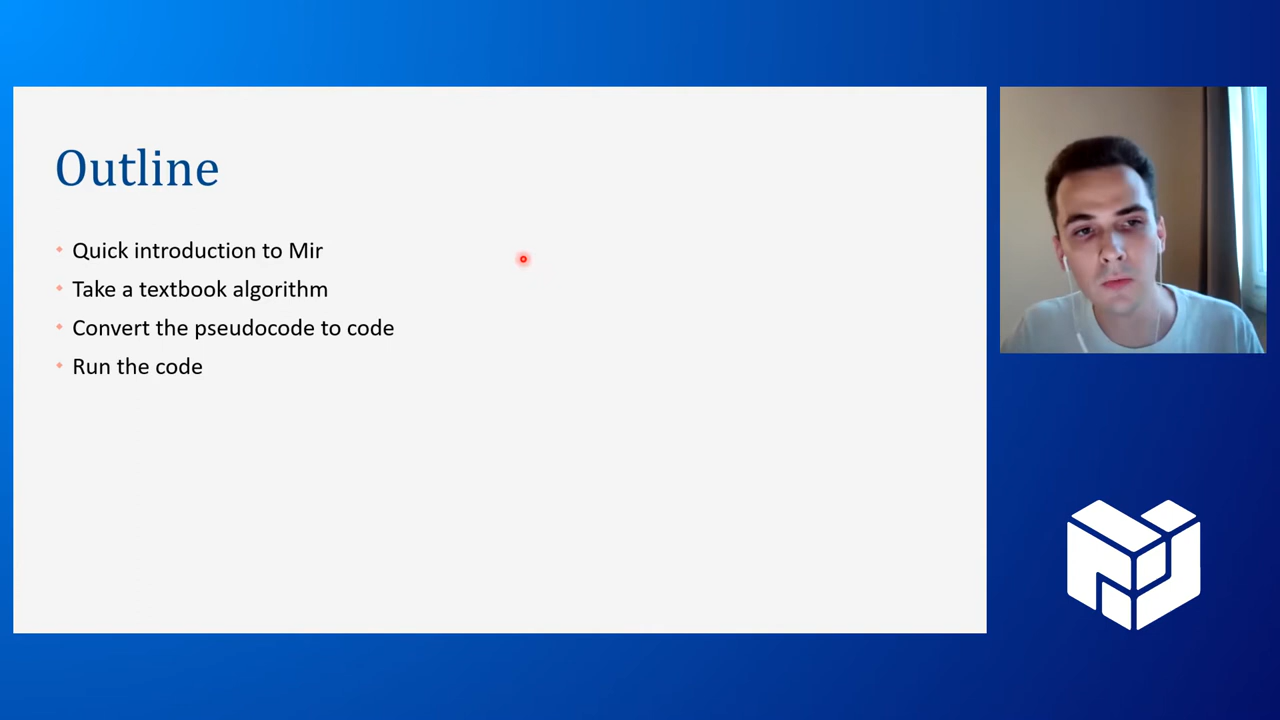 Outline
Quick introduction to Mir
Take a textbook algorithm
Convert the pseudocode to code
Run the code